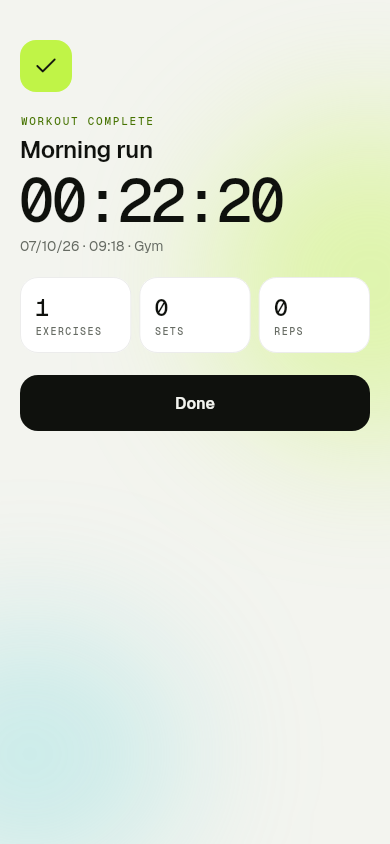 WORKOUT COMPLETE
Morning run
00:22:20
07/10/26 · 09:18 · Gym
1 0 0
EXERCISES SETS REPS
Done